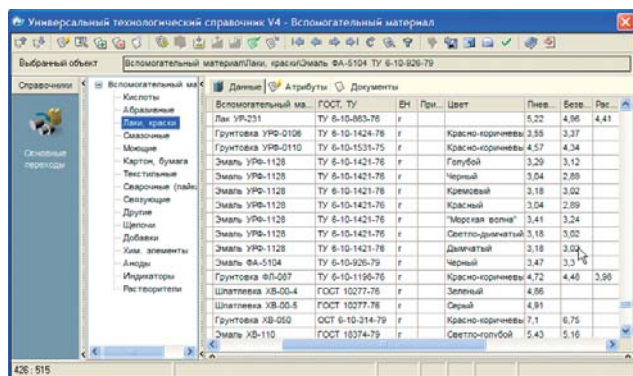 Универсальный технологический справочник V4 - Вспомогательный материал
Выбранный объект Вспомогательный материал\Лаки, краски\Эмаль ФА-5104 ТУ 6-10-926-79
Справочники
Основные переходы
Вспомогательный ма
Кислоты
Абразивные
Лаки, краски
Смазочные
Моющие
Картон, бумага
Текстильные
Сварочные (пайка
Связующие
Другие
Щелочи
Добавки
Хим. элементы
Аноды
Индикаторы
Растворители
Данные Атрибуты Документы
Вспомогательный ма... ГОСТ, ТУ ЕН При... Цвет Пнев... Безв... Рас...
Лак УР-231 ТУ 6-10-863-76 г 5,22 4,96 4,41
Грунтовка УРФ-0106 ТУ 6-10-1424-76 г Красно-коричневы 3,55 3,37
Грунтовка УРФ-0110 ТУ 6-10-1531-75 г Красно-коричневы 4,57 4,34
Эмаль УРФ-1128 ТУ 6-10-1421-76 г Голубой 3,29 3,12
Эмаль УРФ-1128 ТУ 6-10-1421-76 г Черный 3,04 2,89
Эмаль УРФ-1128 ТУ 6-10-1421-76 г Кремовый 3,18 3,02
Эмаль УРФ-1128 ТУ 6-10-1421-76 г Красный 3,04 2,89
Эмаль УРФ-1128 ТУ 6-10-1421-76 г "Морская волна" 3,41 3,24
Эмаль УРФ-1128 ТУ 6-10-1421-76 г Светло-дымчатый 3,18 3,02
Эмаль УРФ-1128 ТУ 6-10-1421-76 г Дымчатый 3,18 3,02
Эмаль ФА-5104 ТУ 6-10-926-79 г Черный 3,47 3,3
Грунтовка ФЛ-087 ТУ 6-10-1196-76 г Красно-коричневы 4,72 4,48 3,98
Шпатлевка ХВ-00-4 ГОСТ 10277-76 г Зеленый 4,86
Шпатлевка ХВ-00-5 ГОСТ 10277-76 г Серый 4,91
Грунтовка ХВ-050 ОСТ 6-10-314-79 г Красно-коричневы 7,1 6,75
Эмаль ХВ-110 ГОСТ 18374-79 г Светло-голубой 5,43 5,16
426 : 515